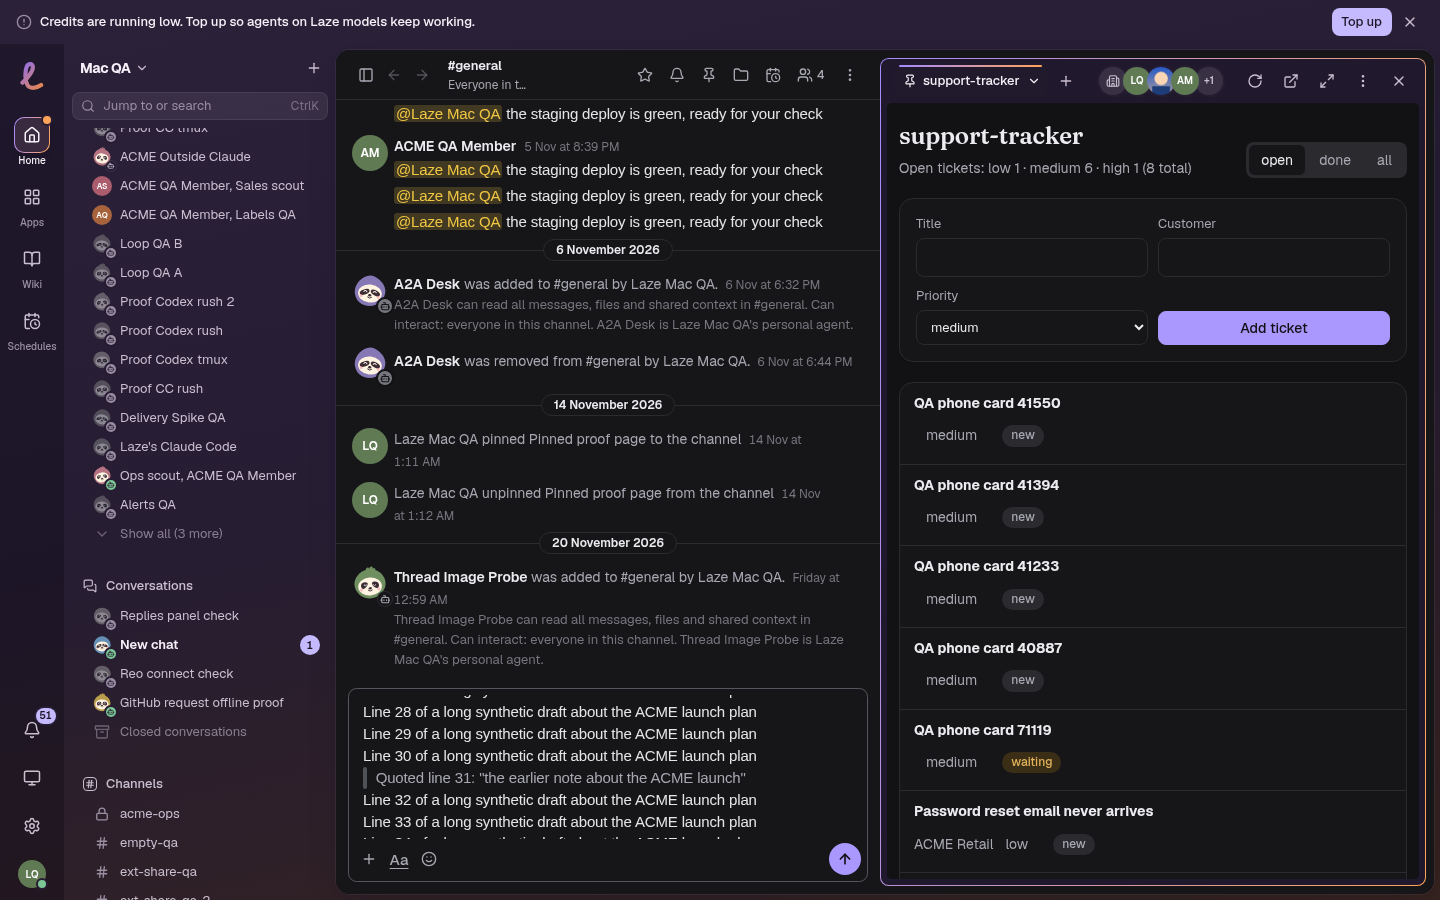 Credits are running low. Top up so agents on Laze models keep working.
Top up
Mac QA
Jump to or search
CtrlK
Home
Apps
Wiki
Schedules
51
LQ
Proof CC tmux
ACME Outside Claude
AS
ACME QA Member, Sales scout
AQ
ACME QA Member, Labels QA
Loop QA B
Loop QA A
Proof Codex rush 2
Proof Codex rush
Proof Codex tmux
Proof CC rush
Delivery Spike QA
Laze's Claude Code
Ops scout, ACME QA Member
Alerts QA
Show all (3 more)
Conversations
Replies panel check
New chat
1
Reo connect check
GitHub request offline proof
Closed conversations
Channels
acme-ops
empty-qa
ext-share-qa
ext-share-qa-2
#general
Everyone in t...
4
@Laze Mac QA the staging deploy is green, ready for your check
AM
ACME QA Member 5 Nov at 8:39 PM
@Laze Mac QA the staging deploy is green, ready for your check
@Laze Mac QA the staging deploy is green, ready for your check
@Laze Mac QA the staging deploy is green, ready for your check
6 November 2026
A2A Desk was added to #general by Laze Mac QA. 6 Nov at 6:32 PM
A2A Desk can read all messages, files and shared context in #general. Can
interact: everyone in this channel. A2A Desk is Laze Mac QA's personal agent.
A2A Desk was removed from #general by Laze Mac QA. 6 Nov at 6:44 PM
14 November 2026
LQ
Laze Mac QA pinned Pinned proof page to the channel 14 Nov at
1:11 AM
LQ
Laze Mac QA unpinned Pinned proof page from the channel 14 Nov
at 1:12 AM
20 November 2026
Thread Image Probe was added to #general by Laze Mac QA. Friday at
12:59 AM
Thread Image Probe can read all messages, files and shared context in
#general. Can interact: everyone in this channel. Thread Image Probe is Laze
Mac QA's personal agent.
Line 28 of a long synthetic draft about the ACME launch plan
Line 29 of a long synthetic draft about the ACME launch plan
Line 30 of a long synthetic draft about the ACME launch plan
Quoted line 31: "the earlier note about the ACME launch"
Line 32 of a long synthetic draft about the ACME launch plan
Line 33 of a long synthetic draft about the ACME launch plan
Aa
support-tracker
LQ
AM
+1
support-tracker
Open tickets: low 1 · medium 6 · high 1 (8 total)
open
done
all
Title
Customer
Priority
medium
Add ticket
QA phone card 41550
medium
new
QA phone card 41394
medium
new
QA phone card 41233
medium
new
QA phone card 40887
medium
new
QA phone card 71119
medium
waiting
Password reset email never arrives
ACME Retail low
new